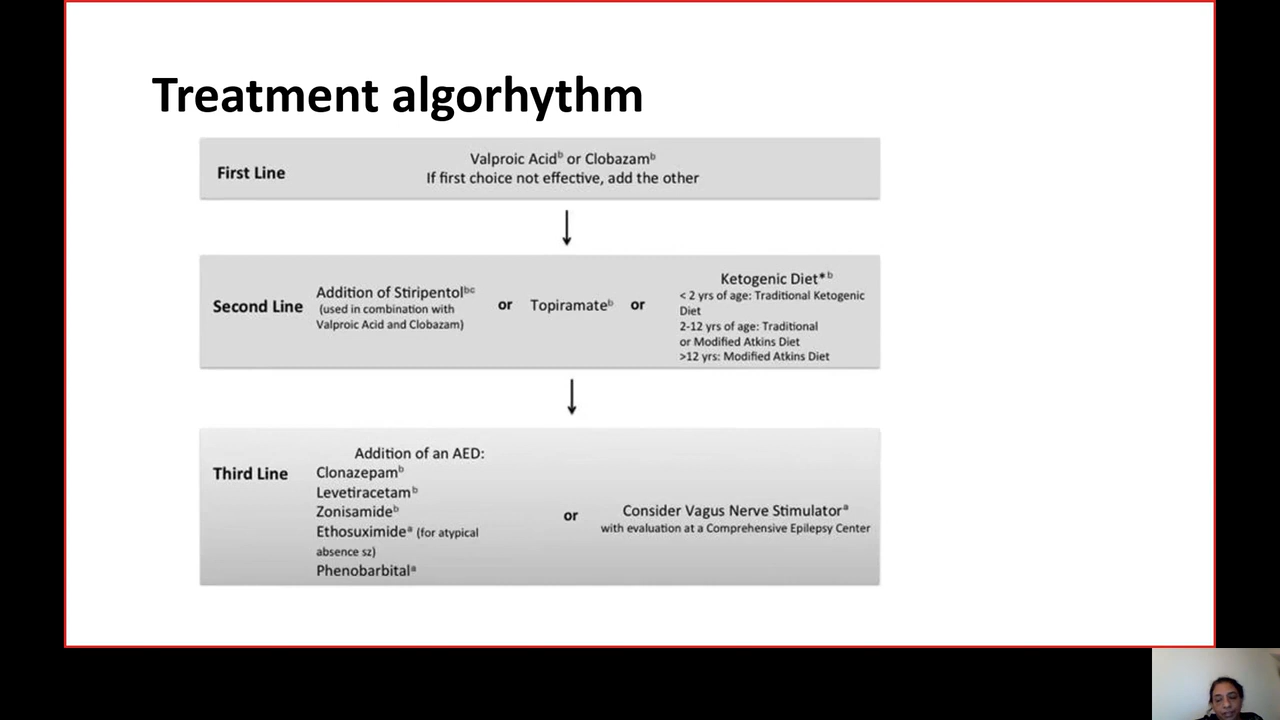 Treatment algorhythm
First Line
Valproic Acidᵇ or Clobazamᵇ
If first choice not effective, add the other
Second Line
Addition of Stiripentolᵇᶜ
(used in combination with
Valproic Acid and Clobazam)
or
Topiramateᵇ
or
Ketogenic Diet*ᵇ
< 2 yrs of age: Traditional Ketogenic
Diet
2-12 yrs of age: Traditional
or Modified Atkins Diet
>12 yrs: Modified Atkins Diet
Third Line
Addition of an AED:
Clonazepamᵇ
Levetiracetamᵇ
Zonisamideᵇ
Ethosuximideᵃ (for atypical
absence sz)
Phenobarbitalᵃ
or
Consider Vagus Nerve Stimulatorᵃ
with evaluation at a Comprehensive Epilepsy Center